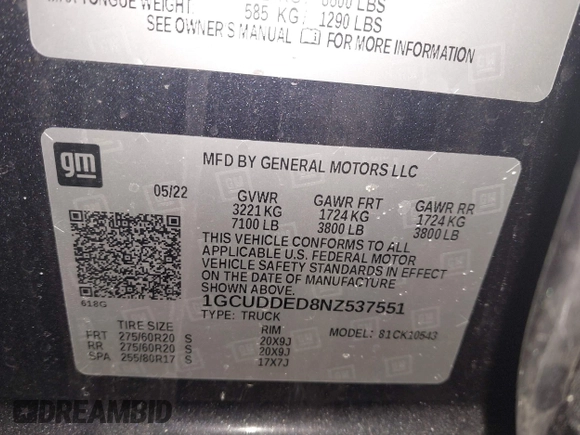 TONGUE WEIGHT 585 KG 1290 LBS
SEE OWNER'S MANUAL FOR MORE INFORMATION
gm
MFD BY GENERAL MOTORS LLC
05/22
GVWR GAWR FRT GAWR RR
3221 KG 1724 KG 1724 KG
7100 LB 3800 LB 3800 LB
THIS VEHICLE CONFORMS TO ALL
APPLICABLE U.S. FEDERAL MOTOR
VEHICLE SAFETY STANDARDS IN EFFECT
ON THE DATE OF MANUFACTURE
SHOWN ABOVE.
618G
1GCUDDED8NZ537551
TYPE: TRUCK
MODEL: 81CK10543
TIRE SIZE RIM
FRT 275/60R20 S 20X9J
RR 275/60R20 S 20X9J
SPA 255/80R17 S 17X7J
DREAMBID